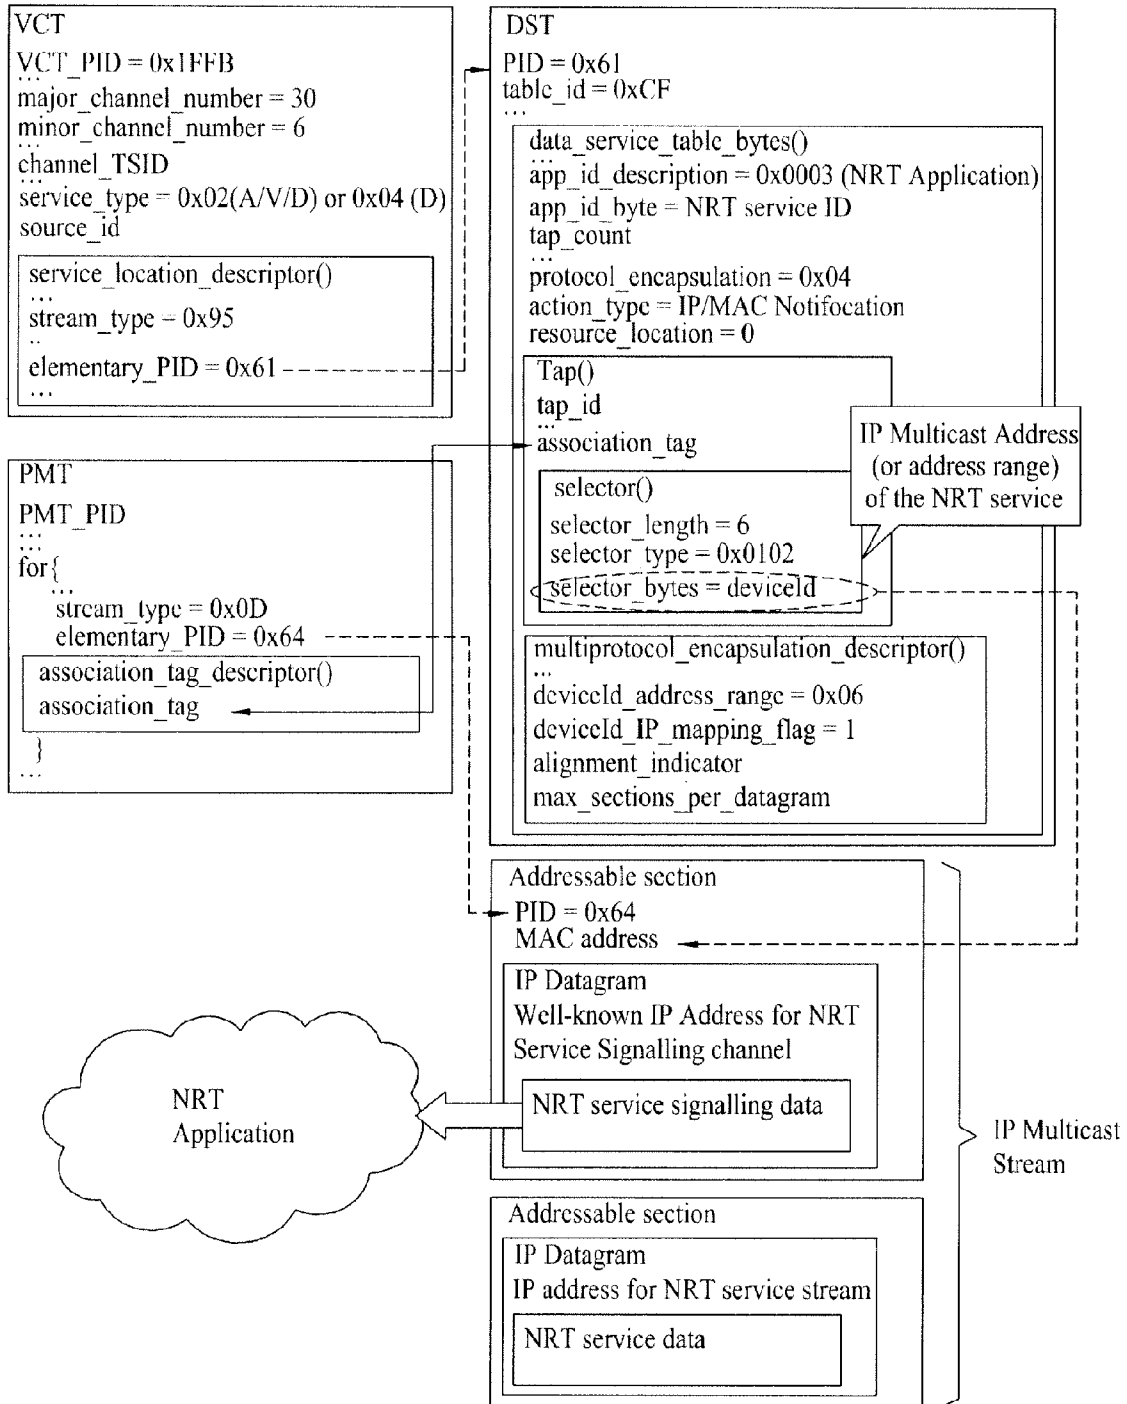 VCT
VCT_PID = 0x1FFB
...
major_channel_number = 30
minor_channel_number = 6
...
channel_TSID
...
service_type = 0x02(A/V/D) or 0x04 (D)
source_id
service_location_descriptor()
...
stream_type = 0x95
..
elementary_PID = 0x61
...
PMT
PMT_PID
...
...
for{
...
stream_type = 0x0D
elementary_PID = 0x64
association_tag_descriptor()
association_tag
}
...
DST
PID = 0x61
table_id = 0xCF
...
data_service_table_bytes()
...
app_id_description = 0x0003 (NRT Application)
app_id_byte = NRT service ID
tap_count
...
protocol_encapsulation = 0x04
action_type = IP/MAC Notifocation
resource_location = 0
Tap()
tap_id
...
association_tag
selector()
selector_length = 6
selector_type = 0x0102
selector_bytes = deviceId
IP Multicast Address
(or address range)
of the NRT service
multiprotocol_encapsulation_descriptor()
...
deviceId_address_range = 0x06
deviceId_IP_mapping_flag = 1
alignment_indicator
max_sections_per_datagram
Addressable section
PID = 0x64
MAC address
IP Datagram
Well-known IP Address for NRT
Service Signalling channel
NRT service signalling data
NRT
Application
IP Multicast
Stream
Addressable section
IP Datagram
IP address for NRT service stream
NRT service data